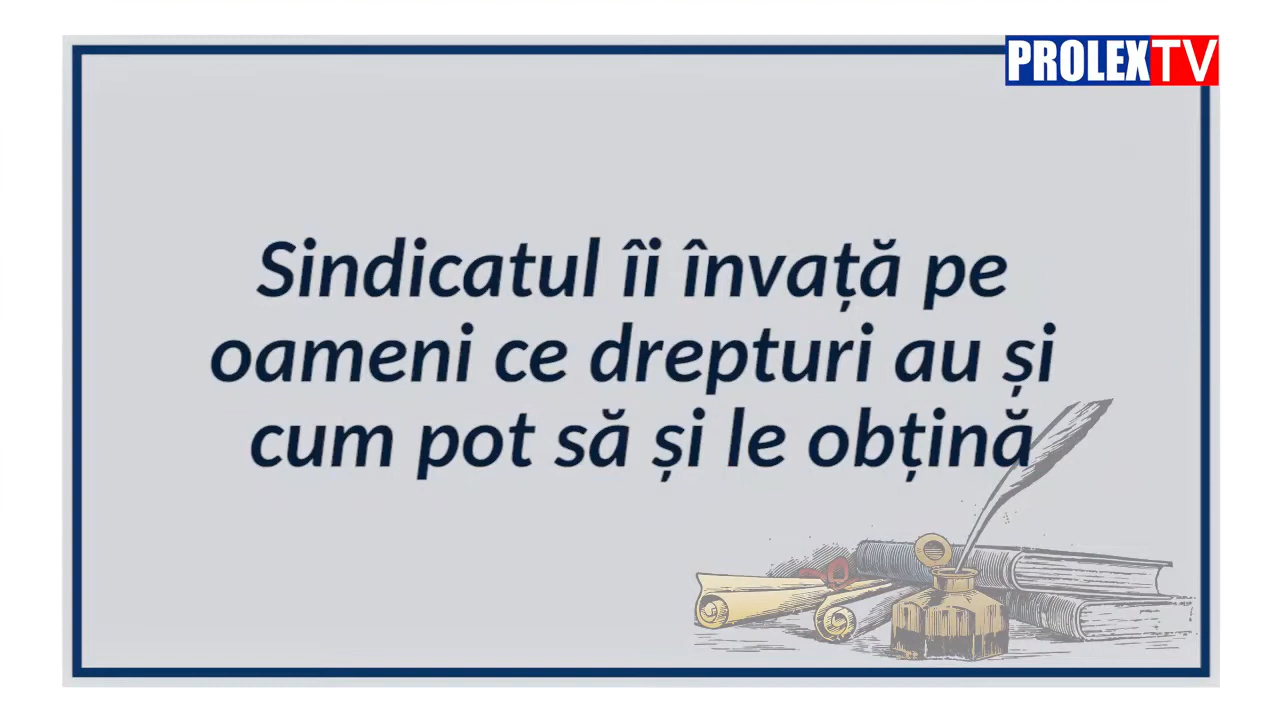 PROLEXTV
Sindicatul îi învață pe
oameni ce drepturi au și
cum pot să și le obțină